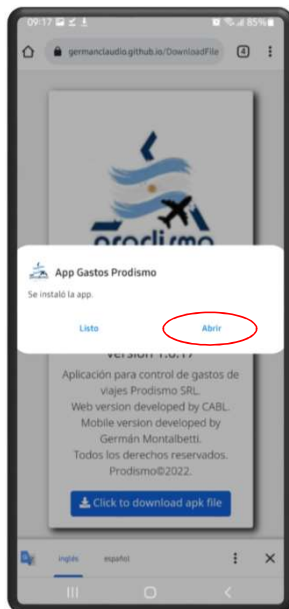 09:17
85%
germanclaudio.github.io/DownloadFile
4
prodismo
App Gastos Prodismo
Se instaló la app.
Listo
Abrir
Versión 1.0.17
Aplicación para control de gastos de
viajes Prodismo SRL.
Web version developed by CABL.
Mobile version developed by
Germán Montalbetti.
Todos los derechos reservados.
Prodismo©2022.
Click to download apk file
inglés
español